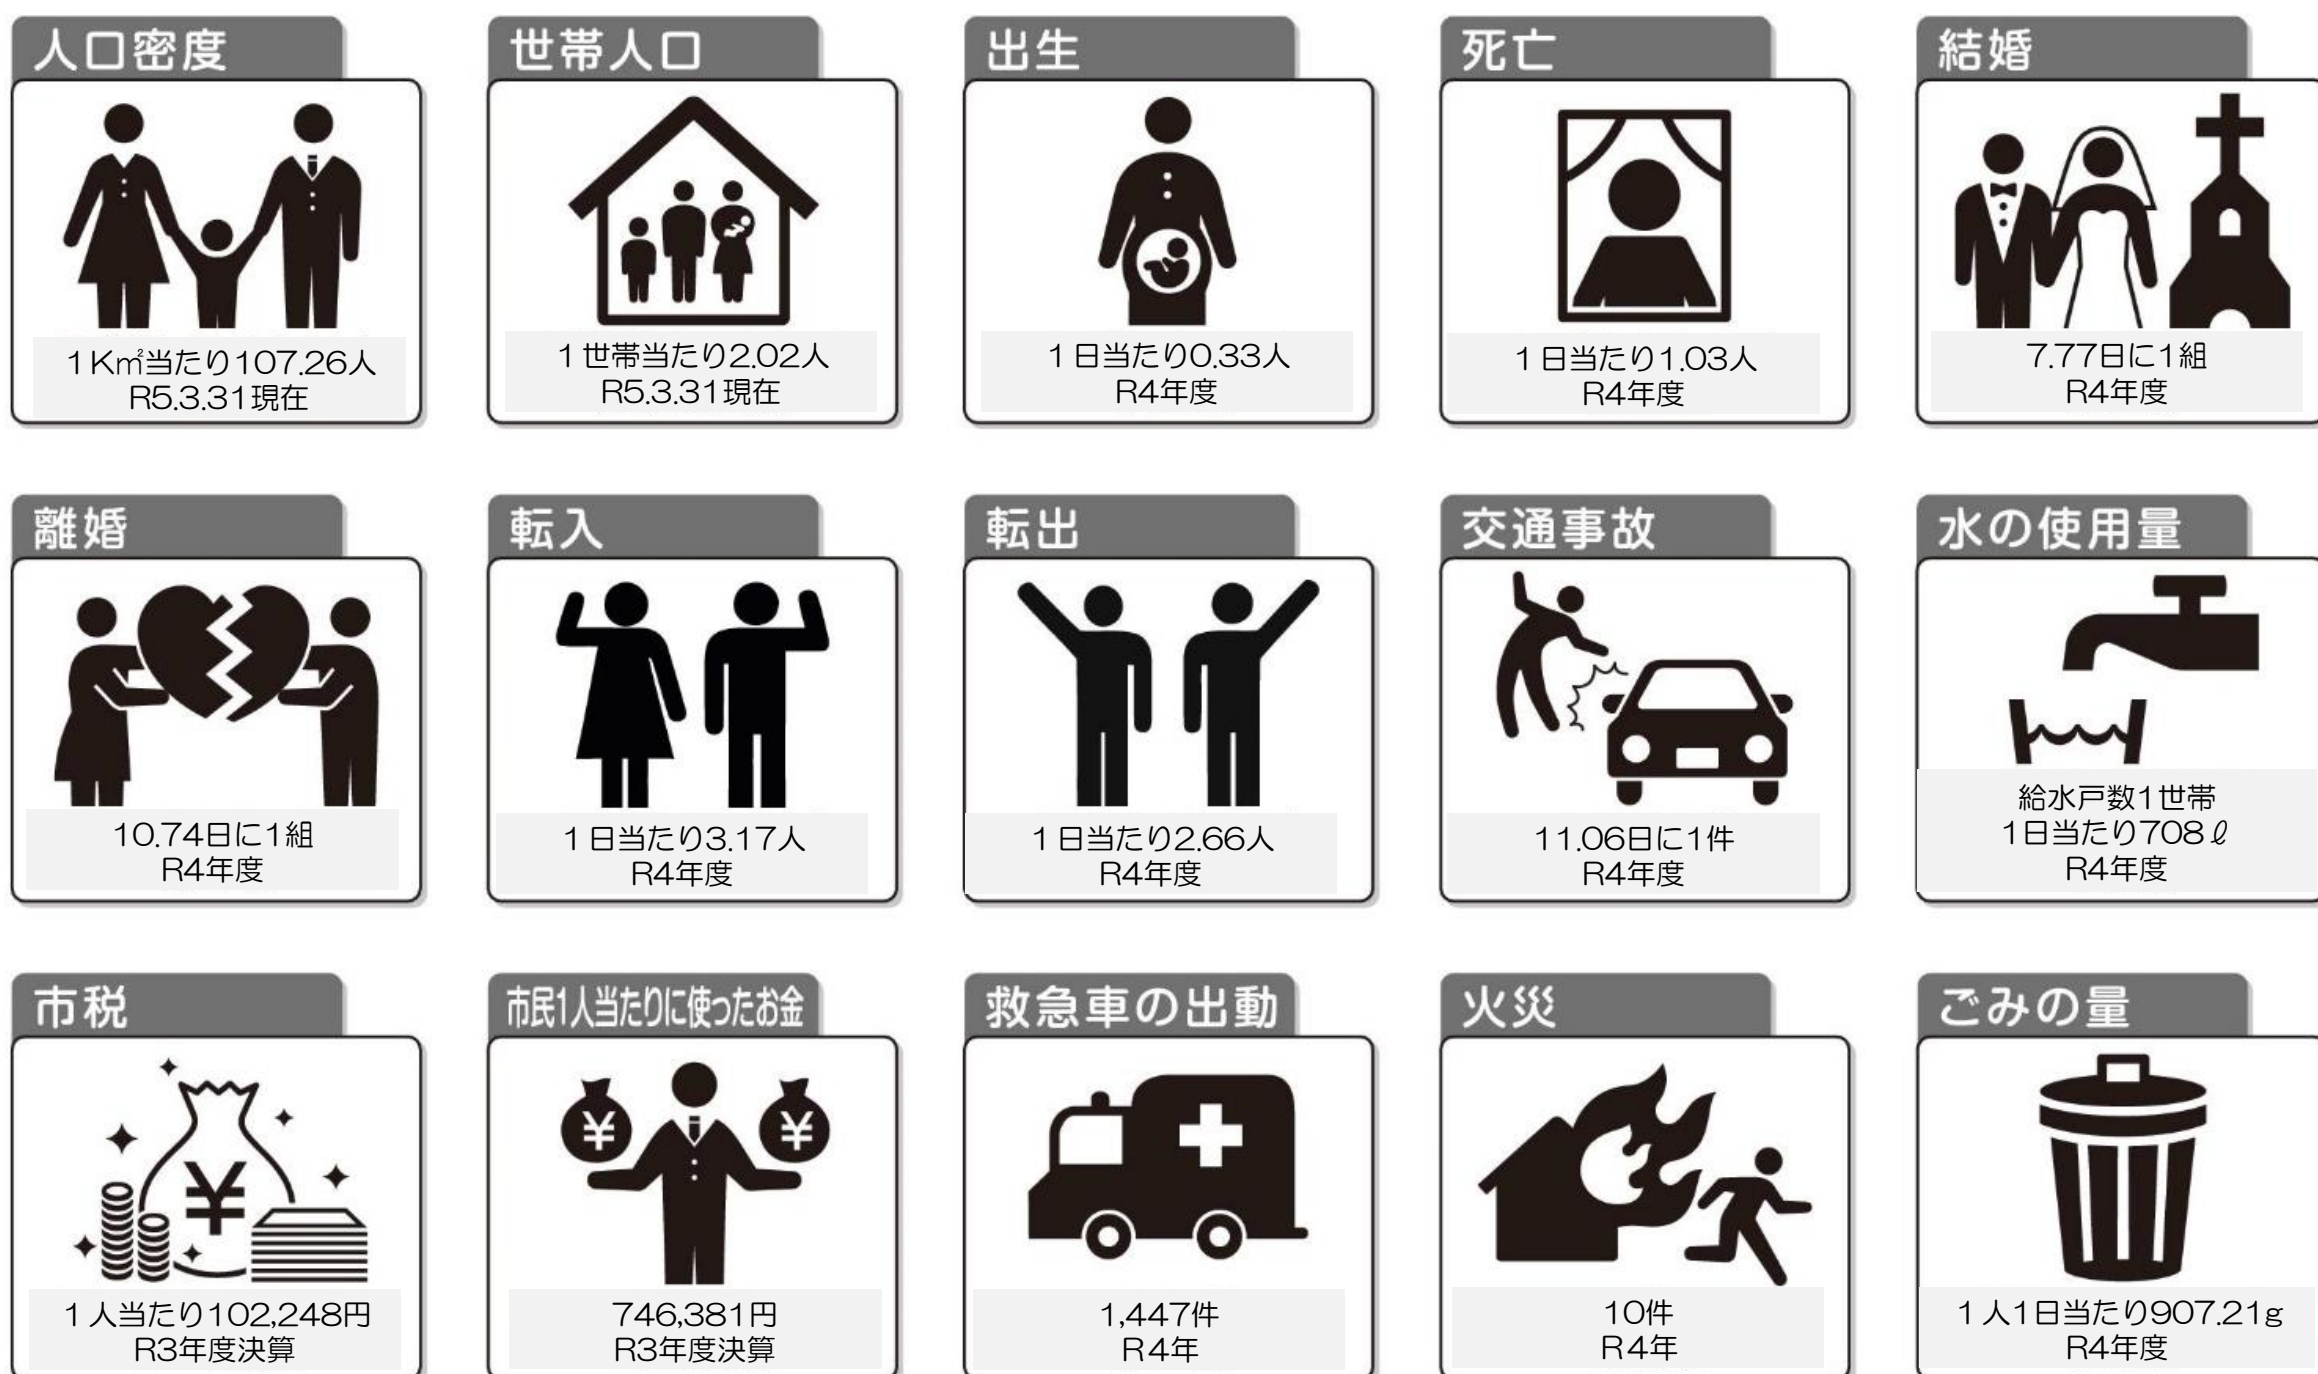 人口密度
1K㎡当たり107.26人
R5.3.31現在
世帯人口
1世帯当たり2.02人
R5.3.31現在
出生
1日当たり0.33人
R4年度
死亡
1日当たり1.03人
R4年度
結婚
7.77日に1組
R4年度
離婚
10.74日に1組
R4年度
転入
1日当たり3.17人
R4年度
転出
1日当たり2.66人
R4年度
交通事故
11.06日に1件
R4年度
水の使用量
給水戸数1世帯
1日当たり708ℓ
R4年度
市税
¥
1人当たり102,248円
R3年度決算
市民1人当たりに使ったお金
¥ ¥
746,381円
R3年度決算
救急車の出動
1,447件
R4年
火災
10件
R4年
ごみの量
1人1日当たり907.21g
R4年度